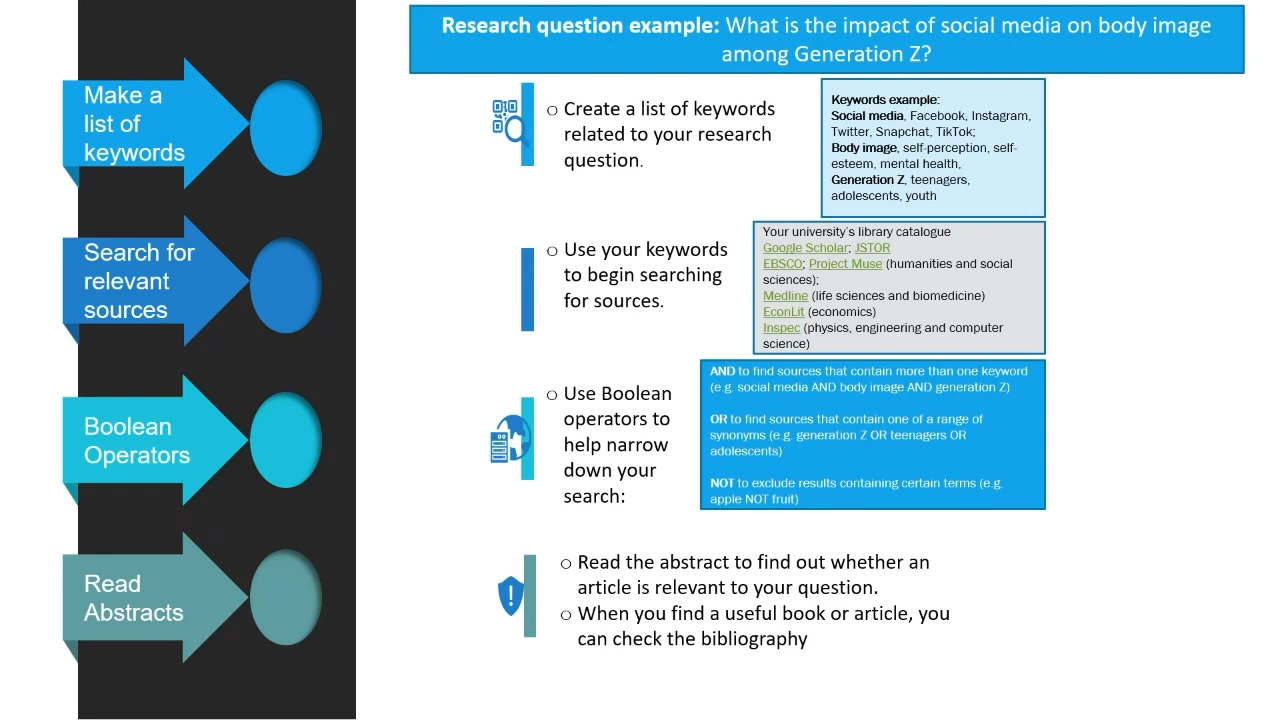 Research question example: What is the impact of social media on body image
among Generation Z?
Make a
list of
keywords
o Create a list of keywords
related to your research
question.
Keywords example:
Social media, Facebook, Instagram,
Twitter, Snapchat, TikTok;
Body image, self-perception, self-
esteem, mental health,
Generation Z, teenagers,
adolescents, youth
Search for
relevant
sources
o Use your keywords
to begin searching
for sources.
Your university's library catalogue
Google Scholar; JSTOR
EBSCO; Project Muse (humanities and social
sciences);
Medline (life sciences and biomedicine)
EconLit (economics)
Inspec (physics, engineering and computer
science)
Boolean
Operators
o Use Boolean
operators to
help narrow
down your
search:
AND to find sources that contain more than one keyword
(e.g. social media AND body image AND generation Z)
OR to find sources that contain one of a range of
synonyms (e.g. generation Z OR teenagers OR
adolescents)
NOT to exclude results containing certain terms (e.g.
apple NOT fruit)
Read
Abstracts
o Read the abstract to find out whether an
article is relevant to your question.
o When you find a useful book or article, you
can check the bibliography